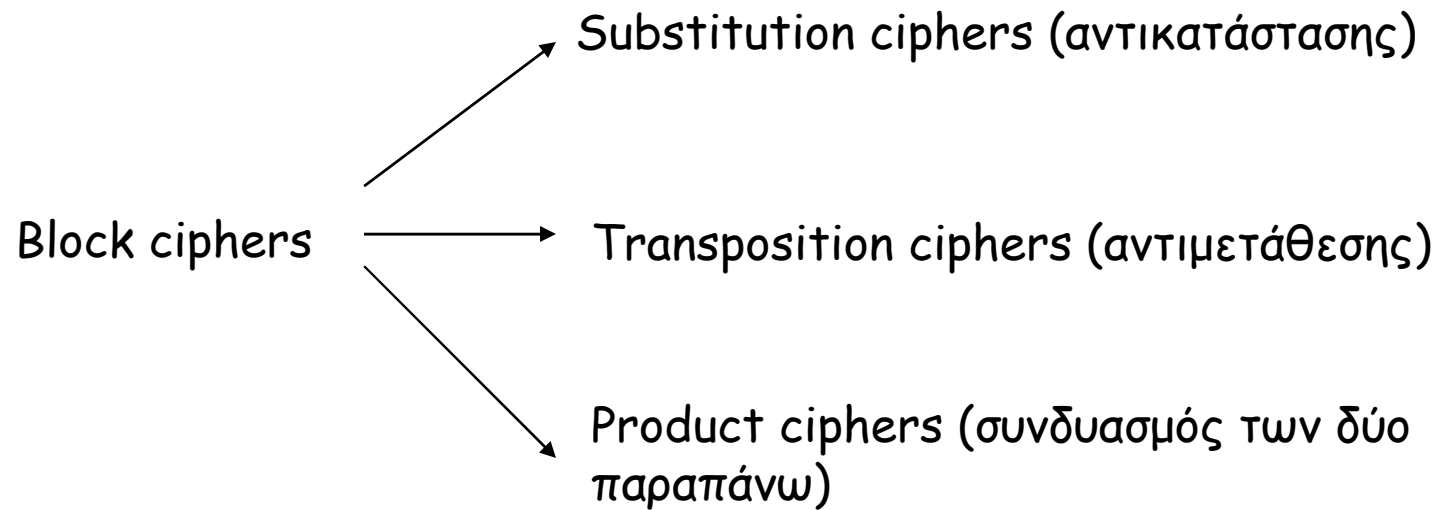 Substitution ciphers (αντικατάστασης)
Block ciphers
Transposition ciphers (αντιμετάθεσης)
Product ciphers (συνδυασμός των δύο
παραπάνω)